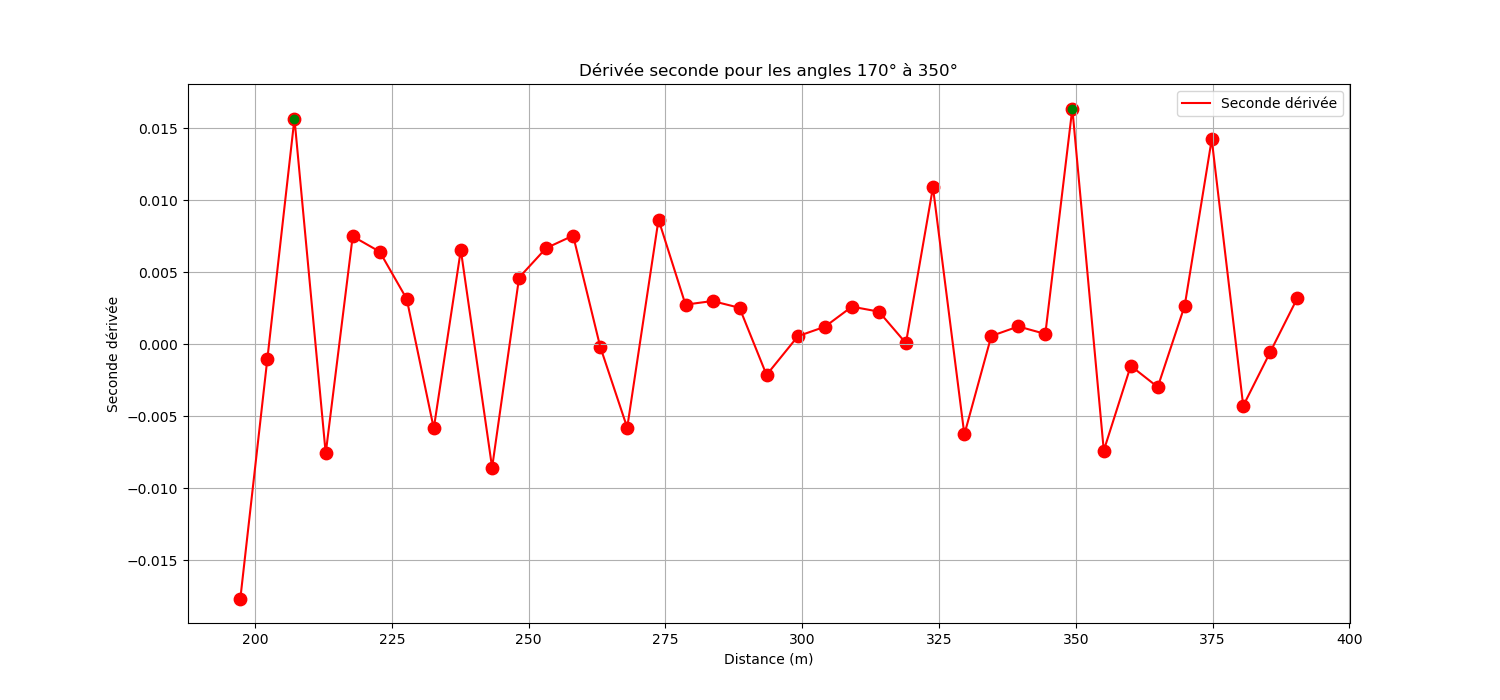 Dérivée seconde pour les angles 170° à 350°
Seconde dérivée
0.015
0.010
0.005
0.000
−0.005
−0.010
−0.015
Seconde dérivée
200 225 250 275 300 325 350 375 400
Distance (m)